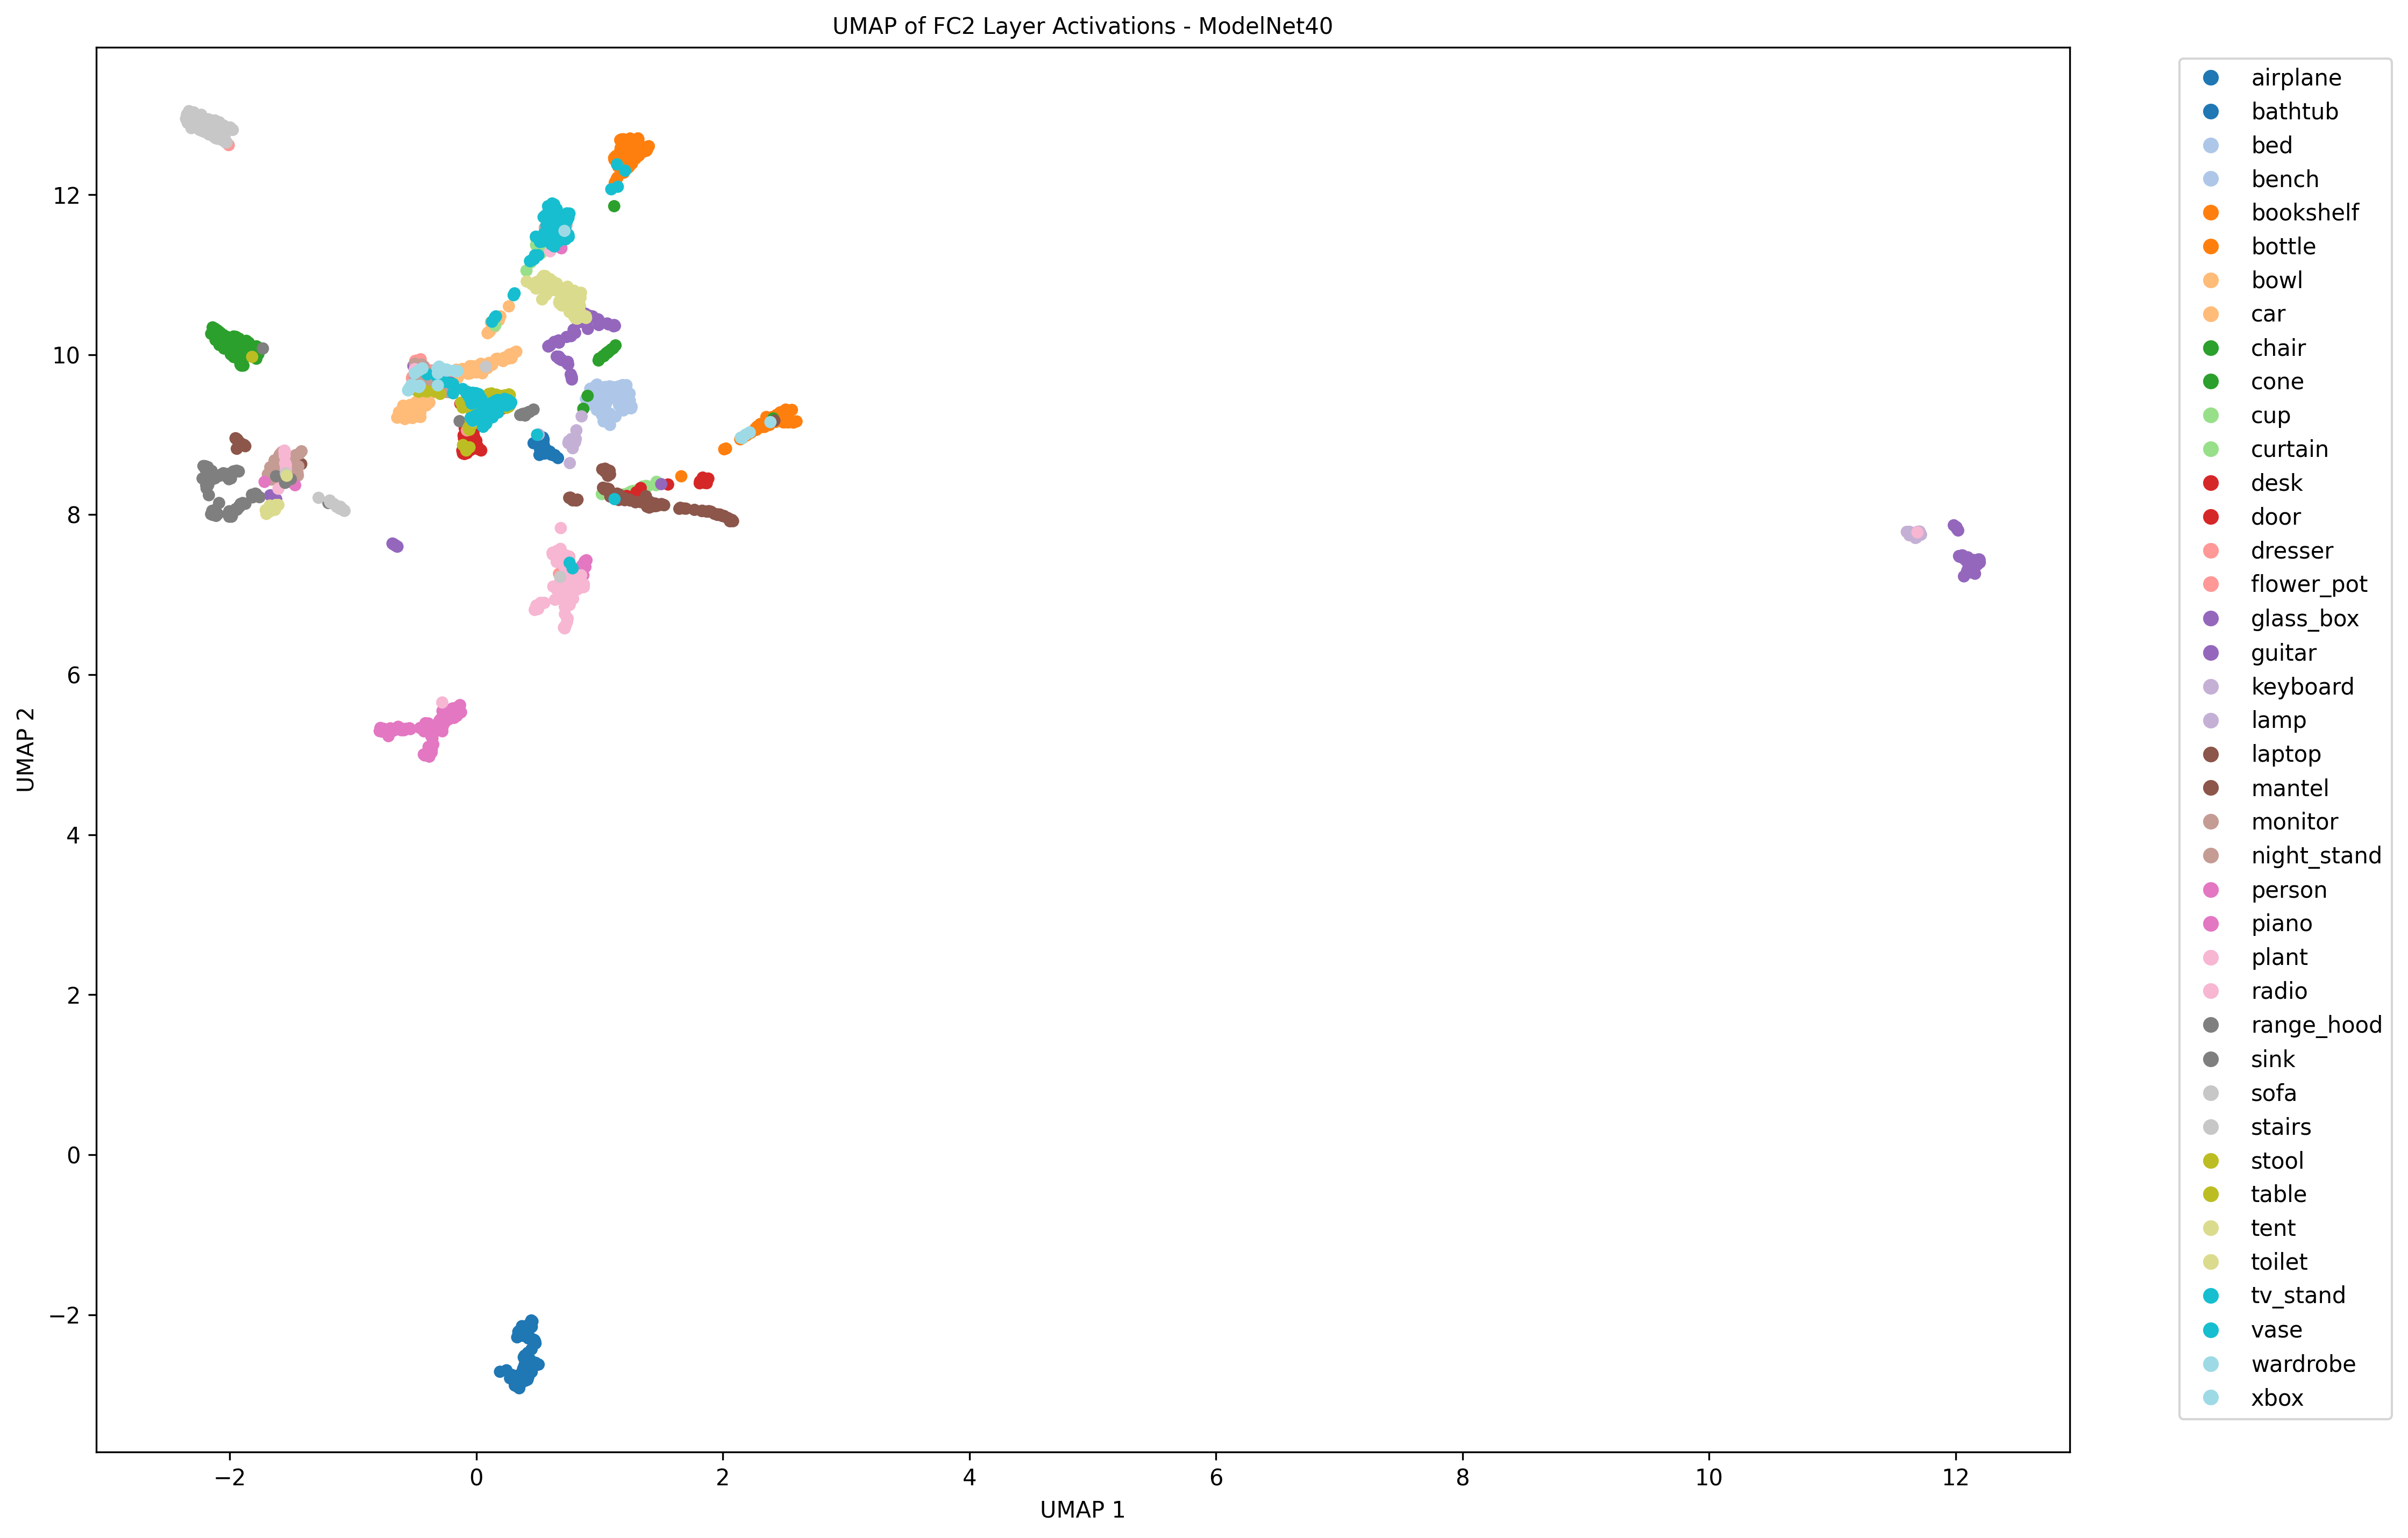 UMAP of FC2 Layer Activations - ModelNet40
UMAP 2
12
10
8
6
4
2
0
−2
−2
0
2
4
6
8
10
12
UMAP 1
airplane
bathtub
bed
bench
bookshelf
bottle
bowl
car
chair
cone
cup
curtain
desk
door
dresser
flower_pot
glass_box
guitar
keyboard
lamp
laptop
mantel
monitor
night_stand
person
piano
plant
radio
range_hood
sink
sofa
stairs
stool
table
tent
toilet
tv_stand
vase
wardrobe
xbox